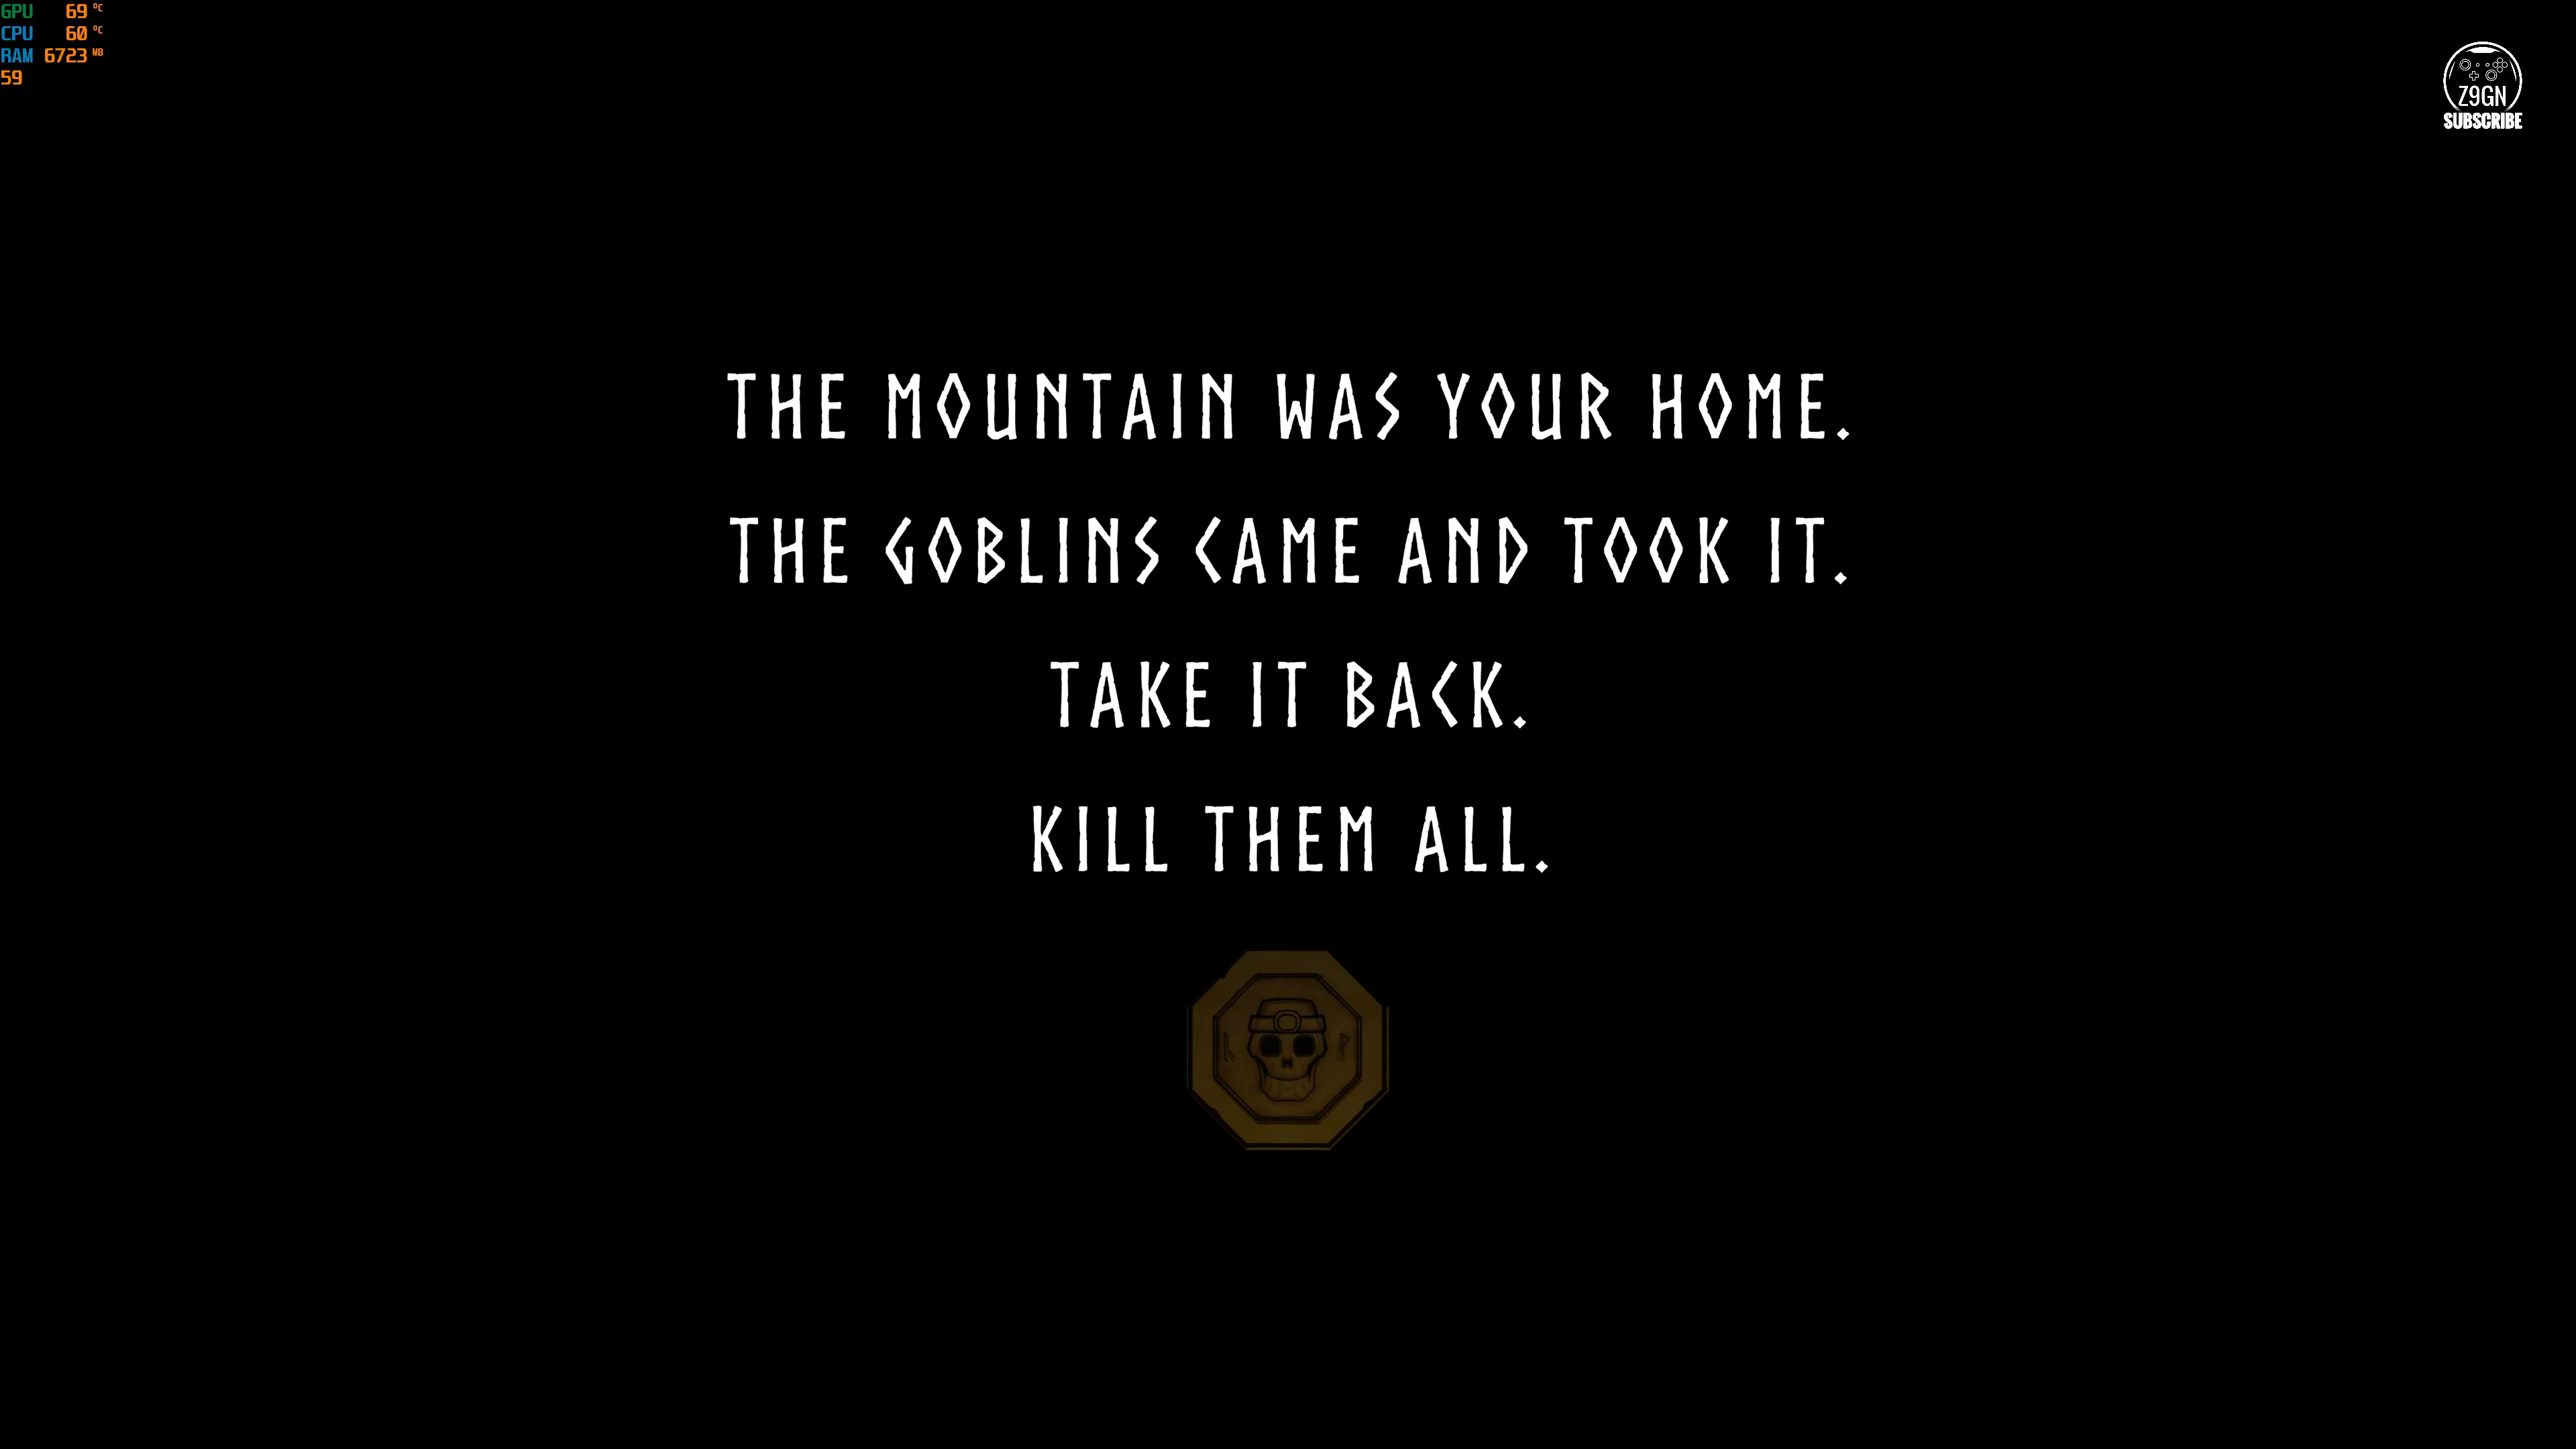 GPU 69 °C
CPU 60 °C
RAM 6723 MB
59
Z9GN
SUBSCRIBE
THE MOUNTAIN WAS YOUR HOME.
THE GOBLINS CAME AND TOOK IT.
TAKE IT BACK.
KILL THEM ALL.